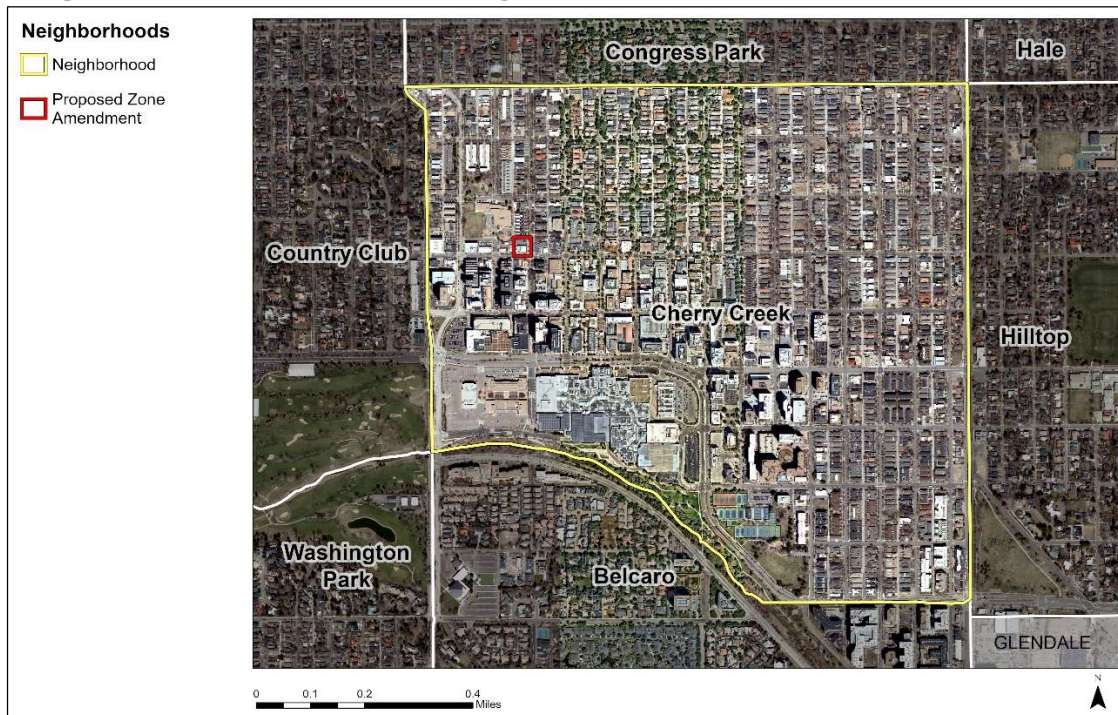 Neighborhoods
Neighborhood
Proposed Zone
Amendment
Congress Park
Hale
Country Club
Cherry Creek
Hilltop
Washington
Park
Belcaro
GLENDALE
0 0.1 0.2 0.4
Miles
N